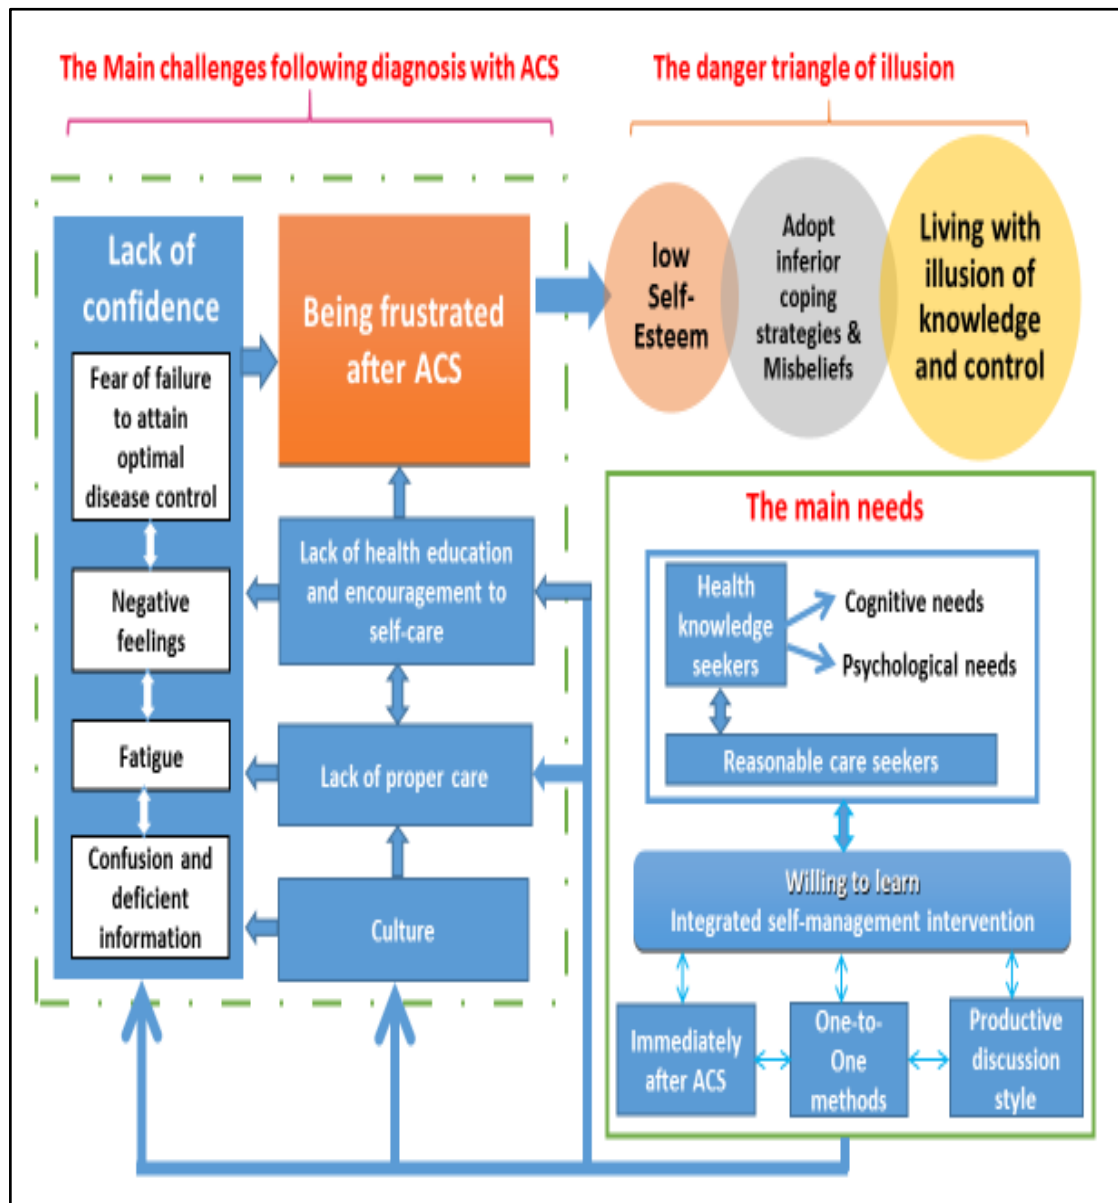 The Main challenges following diagnosis with ACS
The danger triangle of illusion
Lack of
confidence
Fear of failure
to attain
optimal
disease control
Negative
feelings
Fatigue
Confusion and
deficient
information
Being frustrated
after ACS
Lack of health education
and encouragement to
self-care
Lack of proper care
Culture
low
Self-
Esteem
Adopt
inferior
coping
strategies &
Misbeliefs
Living with
illusion of
knowledge
and control
The main needs
Health
knowledge
seekers
Cognitive needs
Psychological needs
Reasonable care seekers
Willing to learn
Integrated self-management intervention
Immediately
after ACS
One-to-
One
methods
Productive
discussion
style